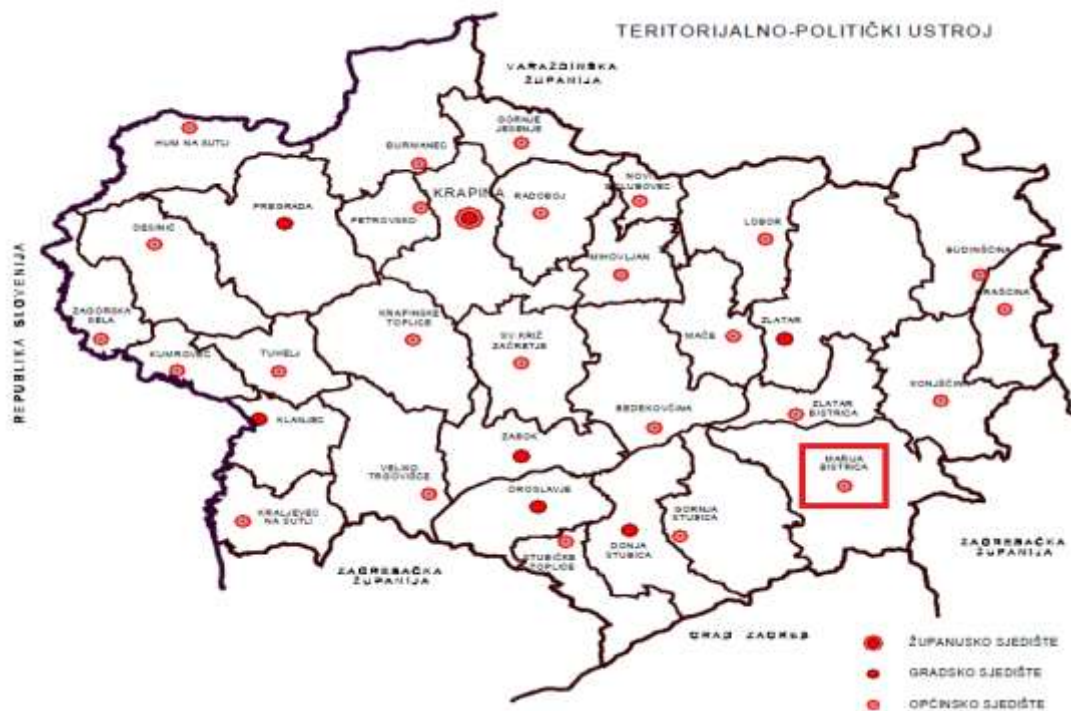 TERITORIJALNO-POLITIČKI USTROJ
VARAŽDINSKA
ŽUPANIJA
GORNJE
JESENJE
HUM NA SUTLI
ĐURMANEC
KRAPINA
RADOBOJ
NOVI
GOLUBOVEC
PREGRADA
PETROVSKO
LOBOR
DESINIĆ
BUDINŠĆINA
MIHOVLJAN
HRAŠĆINA
REPUBLIKA SLOVENIJA
ZAGORSKA
SELA
KRAPINSKE
TOPLICE
SV.KRIŽ
ZAČRETJE
MAČE
ZLATAR
KUMROVEC
TUHELJ
KONJŠĆINA
BEDEKOVČINA
ZLATAR
BISTRICA
KLANJEC
ZABOK
MARIJA
BISTRICA
VELIKO
TRGOVIŠĆE
OROSLAVJE
KRALJEVEC
NA SUTLI
GORNJA
STUBICA
DONJA
STUBICA
STUBIČKE
TOPLICE
ZAGREBAČKA
ŽUPANIJA
ZAGREBAČKA
ŽUPANIJA
GRAD ZAGREB
ŽUPANIJSKO SJEDIŠTE
GRADSKO SJEDIŠTE
OPĆINSKO SJEDIŠTE